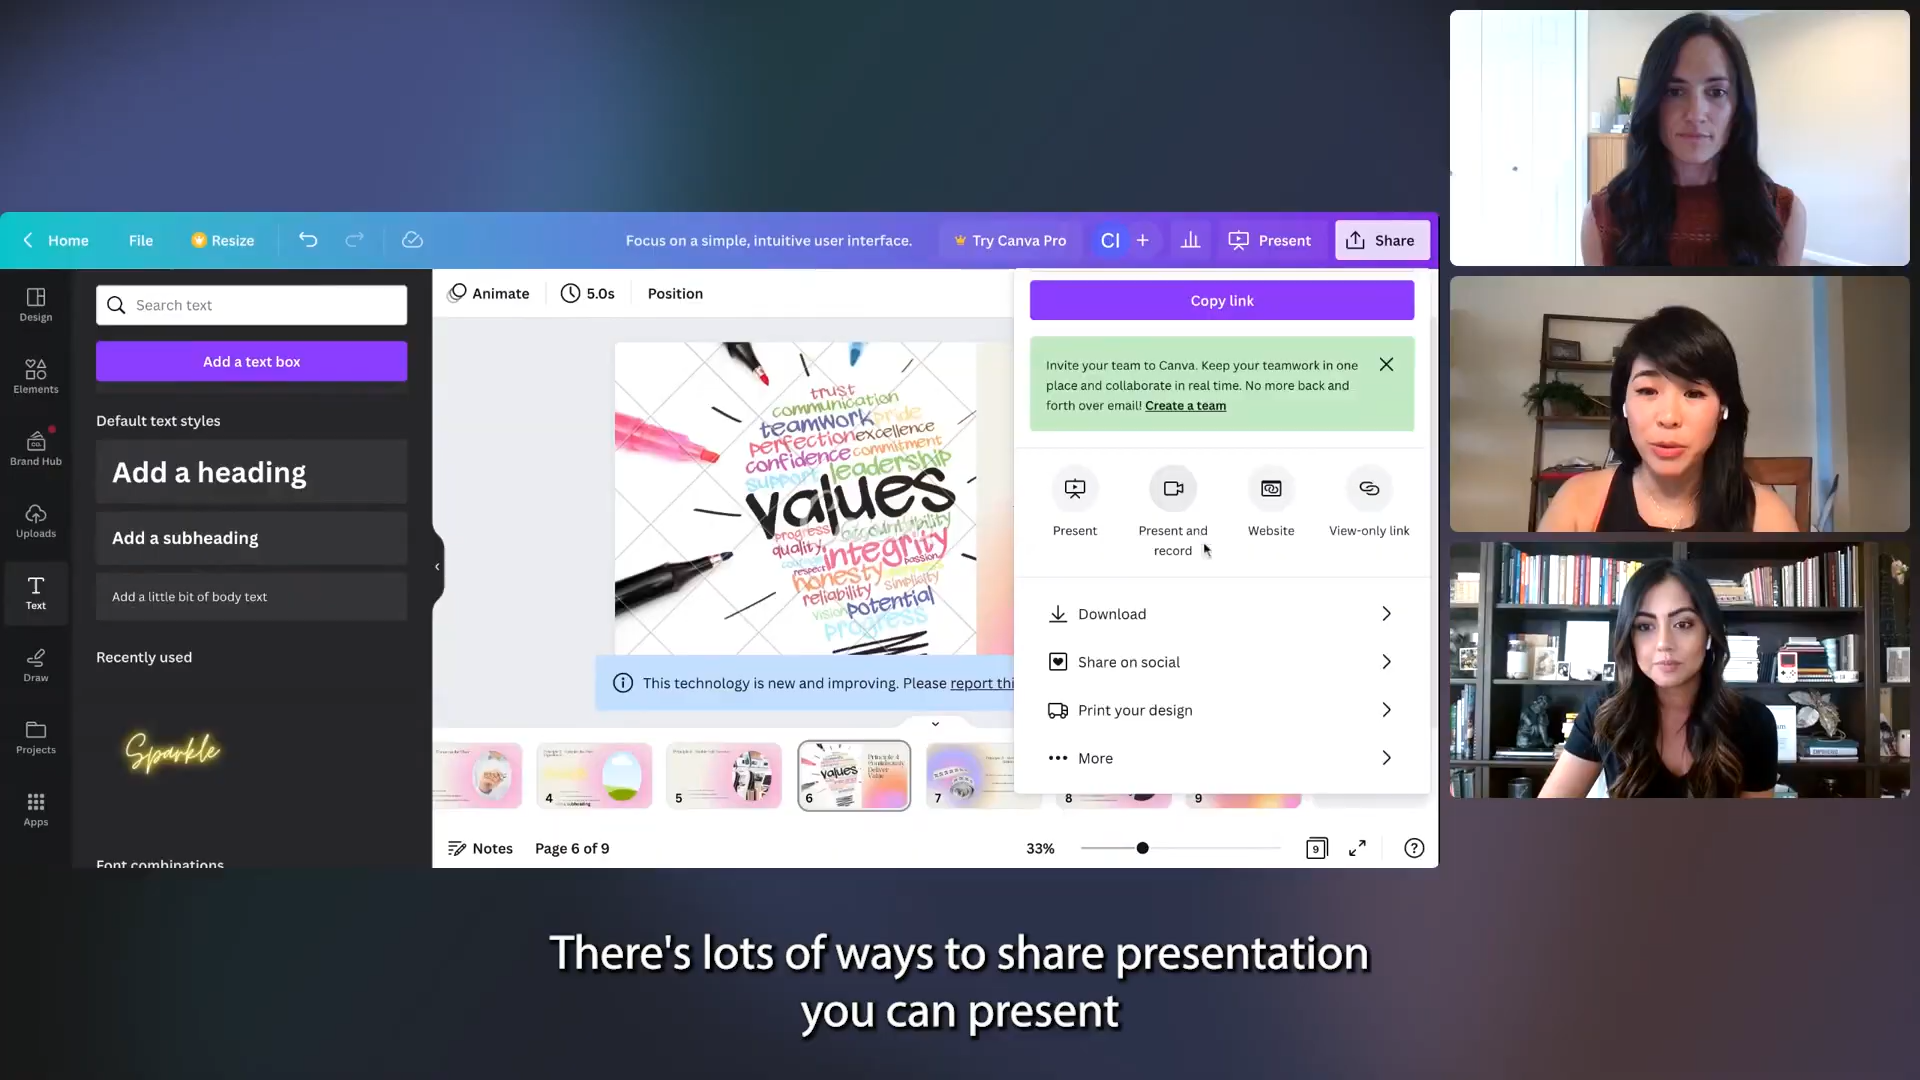 Home
File
Resize
Focus on a simple, intuitive user interface.
Try Canva Pro
CI
Present
Share
Design
Elements
Brand Hub
Uploads
Text
Draw
Projects
Apps
Search text
Add a text box
Default text styles
Add a heading
Add a subheading
Add a little bit of body text
Recently used
Sparkle
Font combinations
Animate
5.0s
Position
trust
communication
teamwork pride
perfection excellence
confidence commitment
support leadership
values
progress accountability
quality integrity
respect passion
honesty simplicity
reliability
vision potential
progress
This technology is new and improving. Please report thi
Copy link
Invite your team to Canva. Keep your teamwork in one
place and collaborate in real time. No more back and
forth over email! Create a team
Present
Present and
record
Website
View-only link
Download
Share on social
Print your design
More
4
5
values
6
7
8
9
Notes
Page 6 of 9
33%
9
There's lots of ways to share presentation
you can present